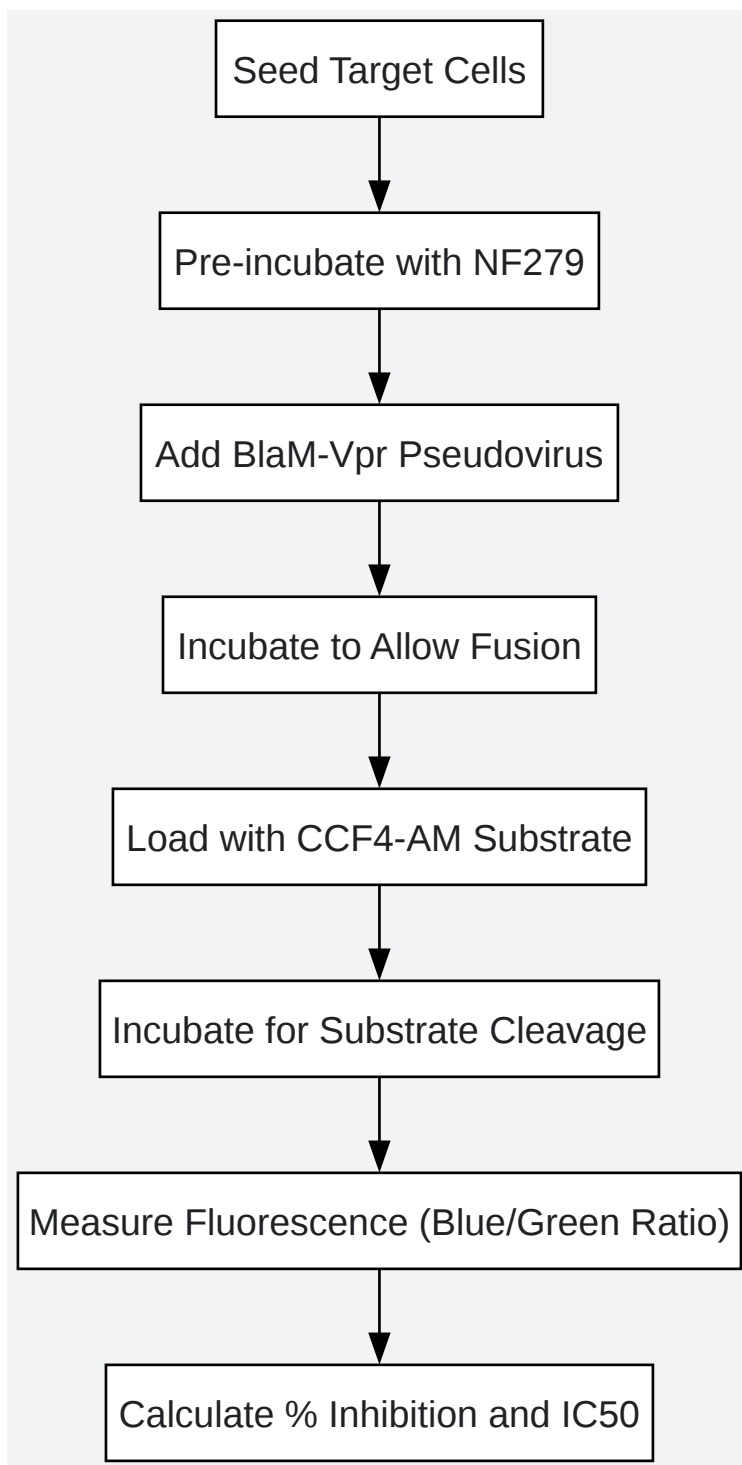 Seed Target Cells
Pre-incubate with NF279
Add BlaM-Vpr Pseudovirus
Incubate to Allow Fusion
Load with CCF4-AM Substrate
Incubate for Substrate Cleavage
Measure Fluorescence (Blue/Green Ratio)
Calculate % Inhibition and IC50